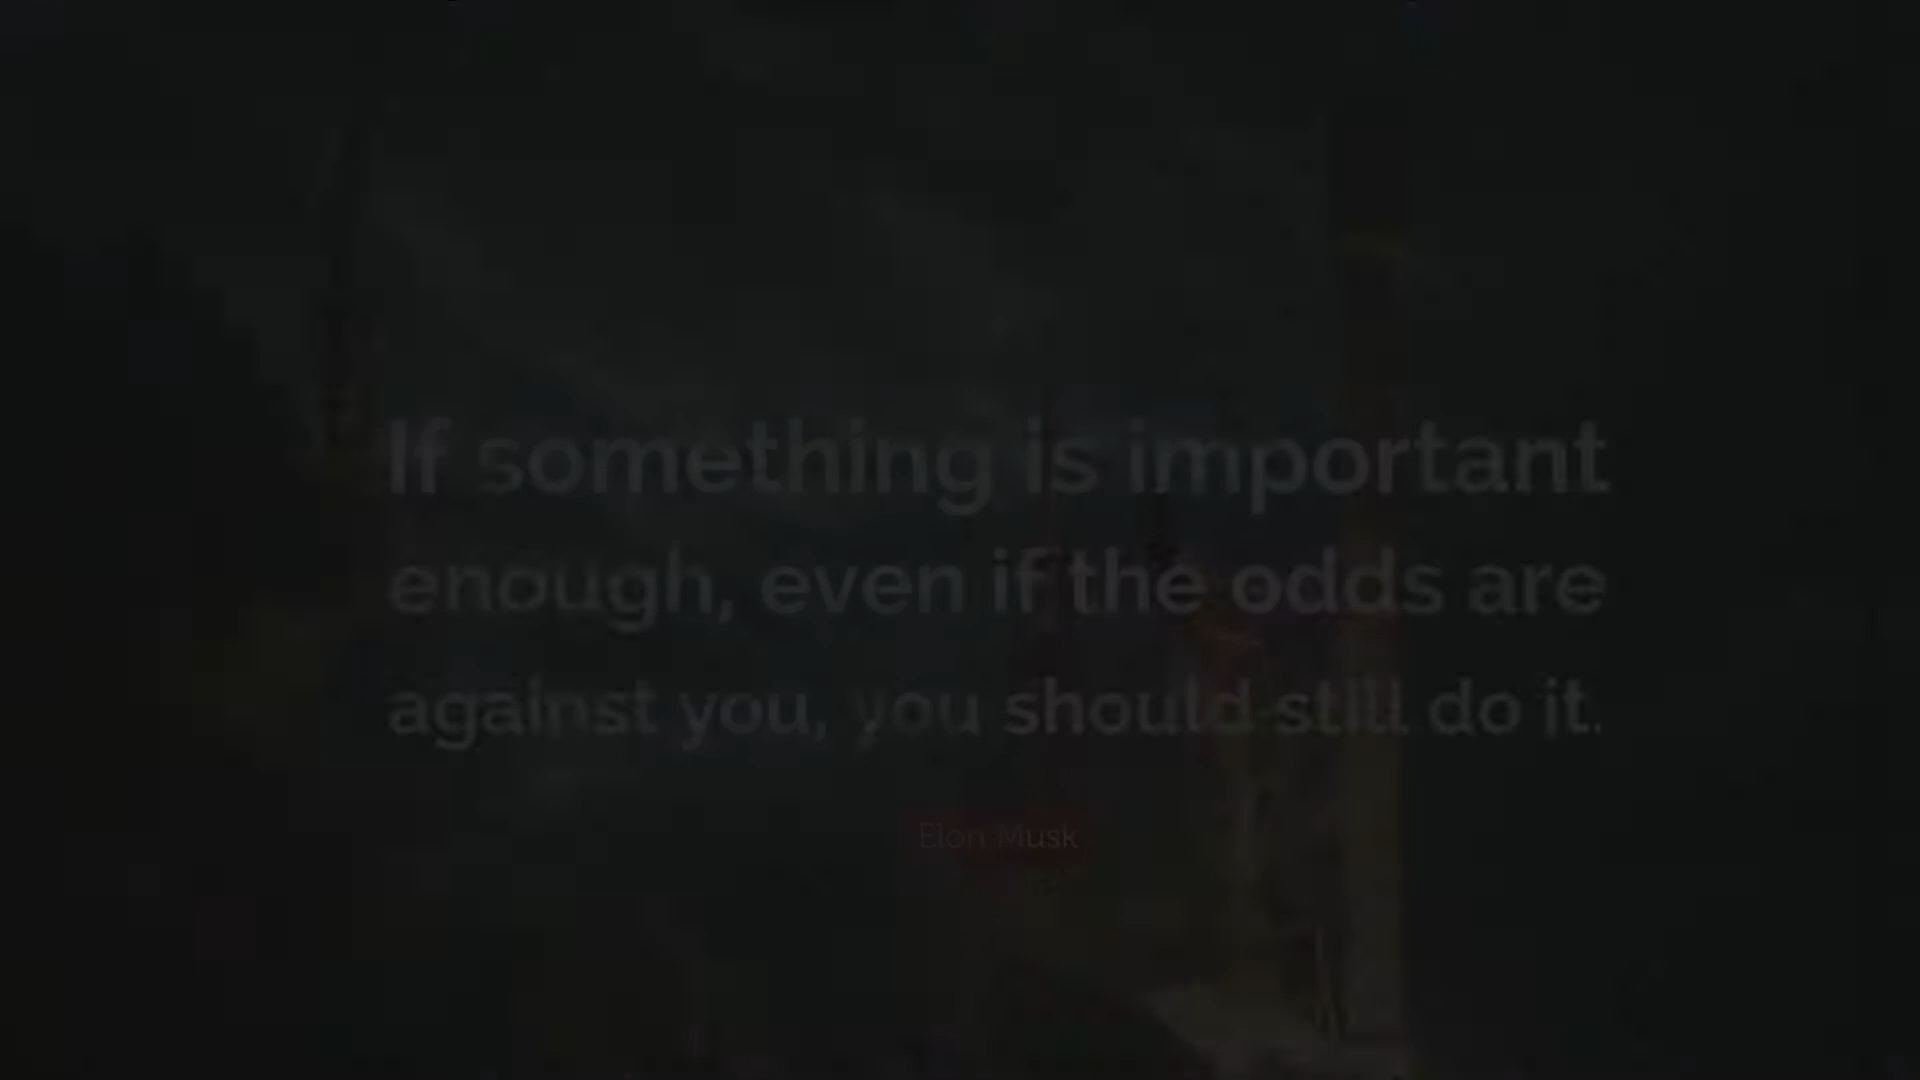 If something is important
enough, even if the odds are
against you, you should still do it.
Elon Musk